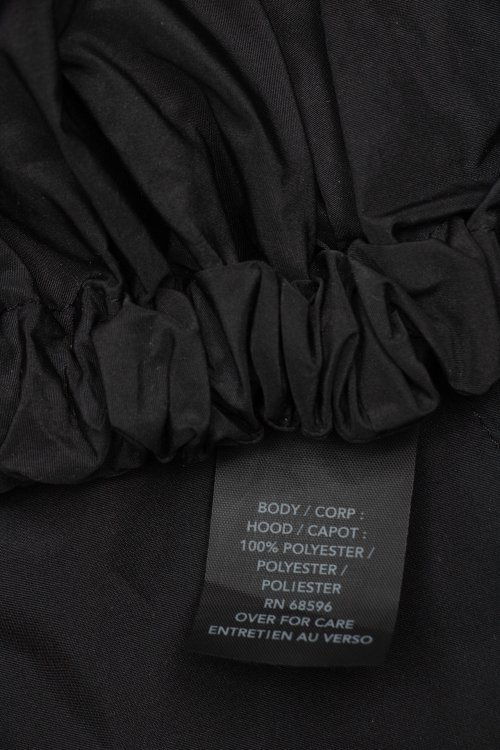 BODY / CORP :
HOOD / CAPOT :
100% POLYESTER /
POLYESTER /
POLIESTER
RN 68596
OVER FOR CARE
ENTRETIEN AU VERSO